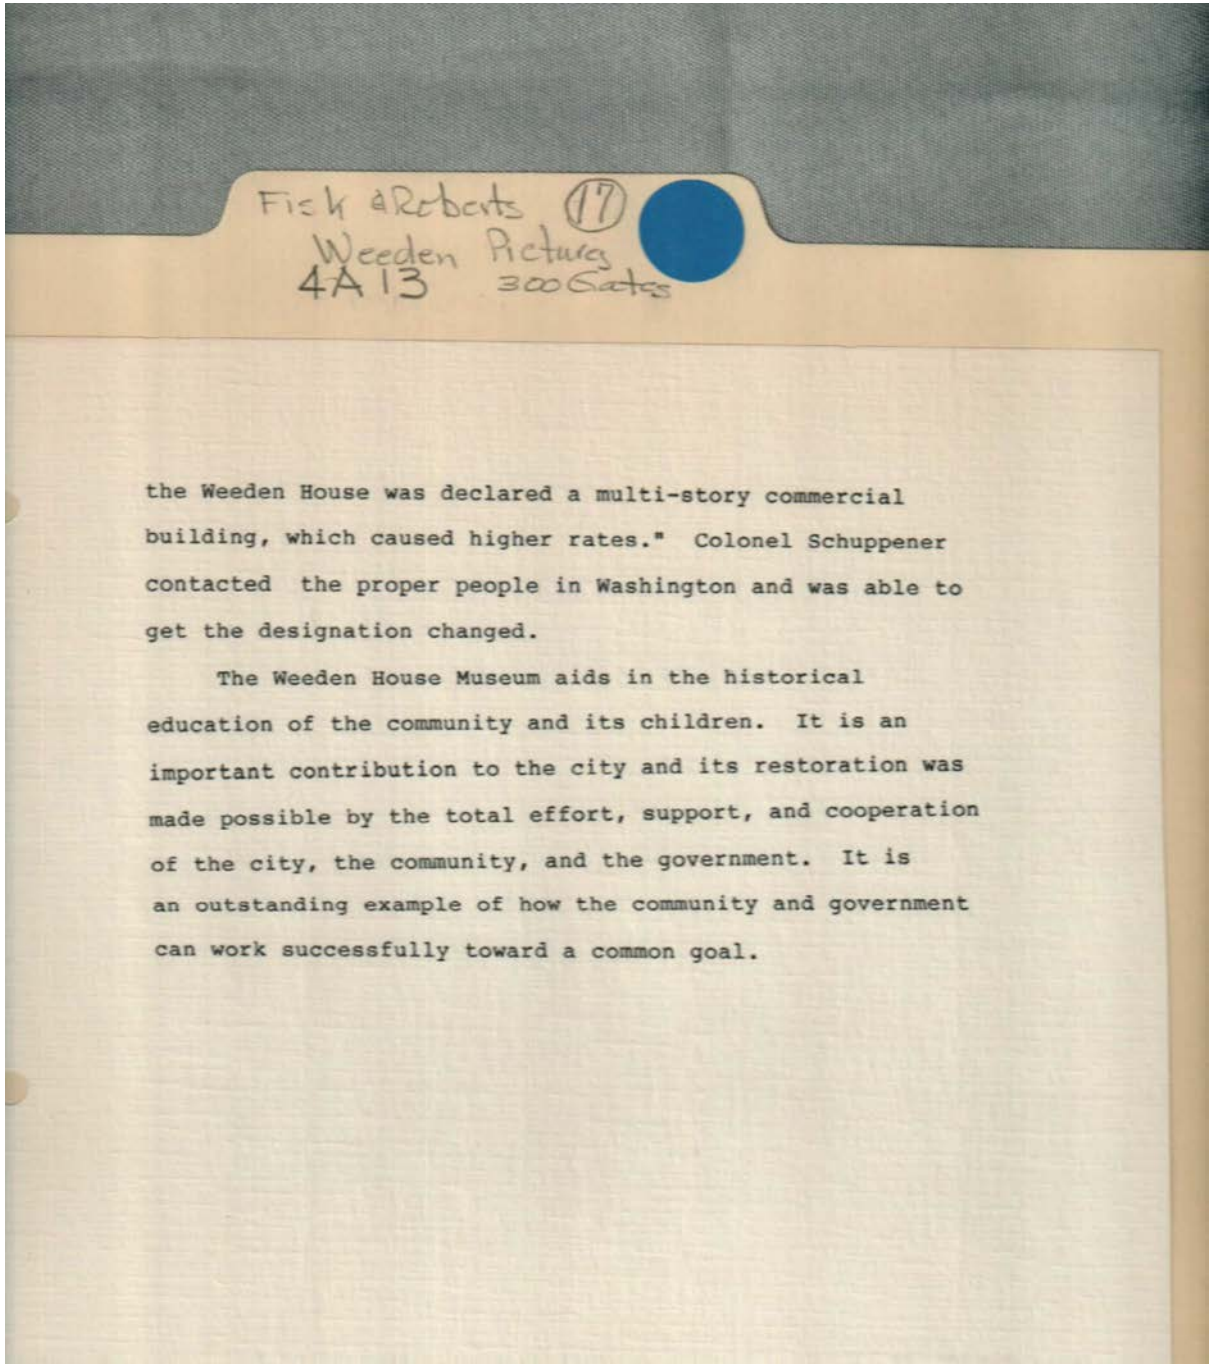 Fisk & Roberts 17
Weeden Pictures
4A13 300 Gates
the Weeden House was declared a multi-story commercial
building, which caused higher rates." Colonel Schuppener
contacted the proper people in Washington and was able to
get the designation changed.
The Weeden House Museum aids in the historical
education of the community and its children. It is an
important contribution to the city and its restoration was
made possible by the total effort, support, and cooperation
of the city, the community, and the government. It is
an outstanding example of how the community and government
can work successfully toward a common goal.